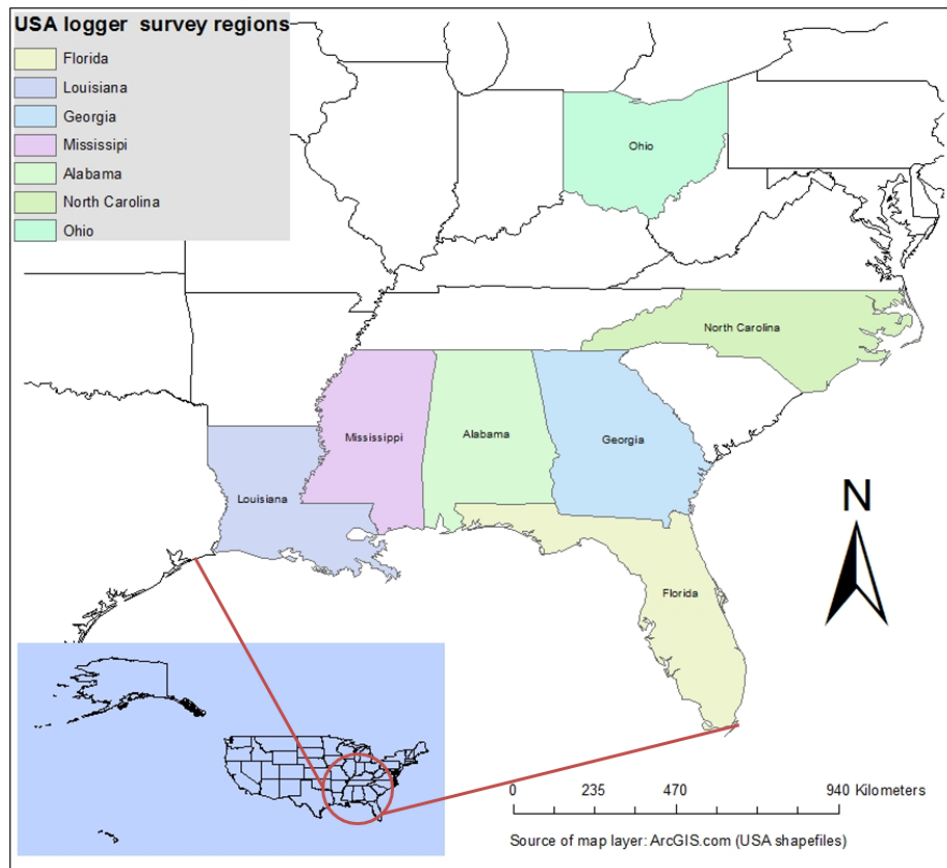 USA logger survey regions
Florida
Louisiana
Georgia
Mississipi
Alabama
North Carolina
Ohio
Ohio
North Carolina
Mississippi
Alabama
Georgia
Louisiana
Florida
N
0 235 470 940 Kilometers
Source of map layer: ArcGIS.com (USA shapefiles)